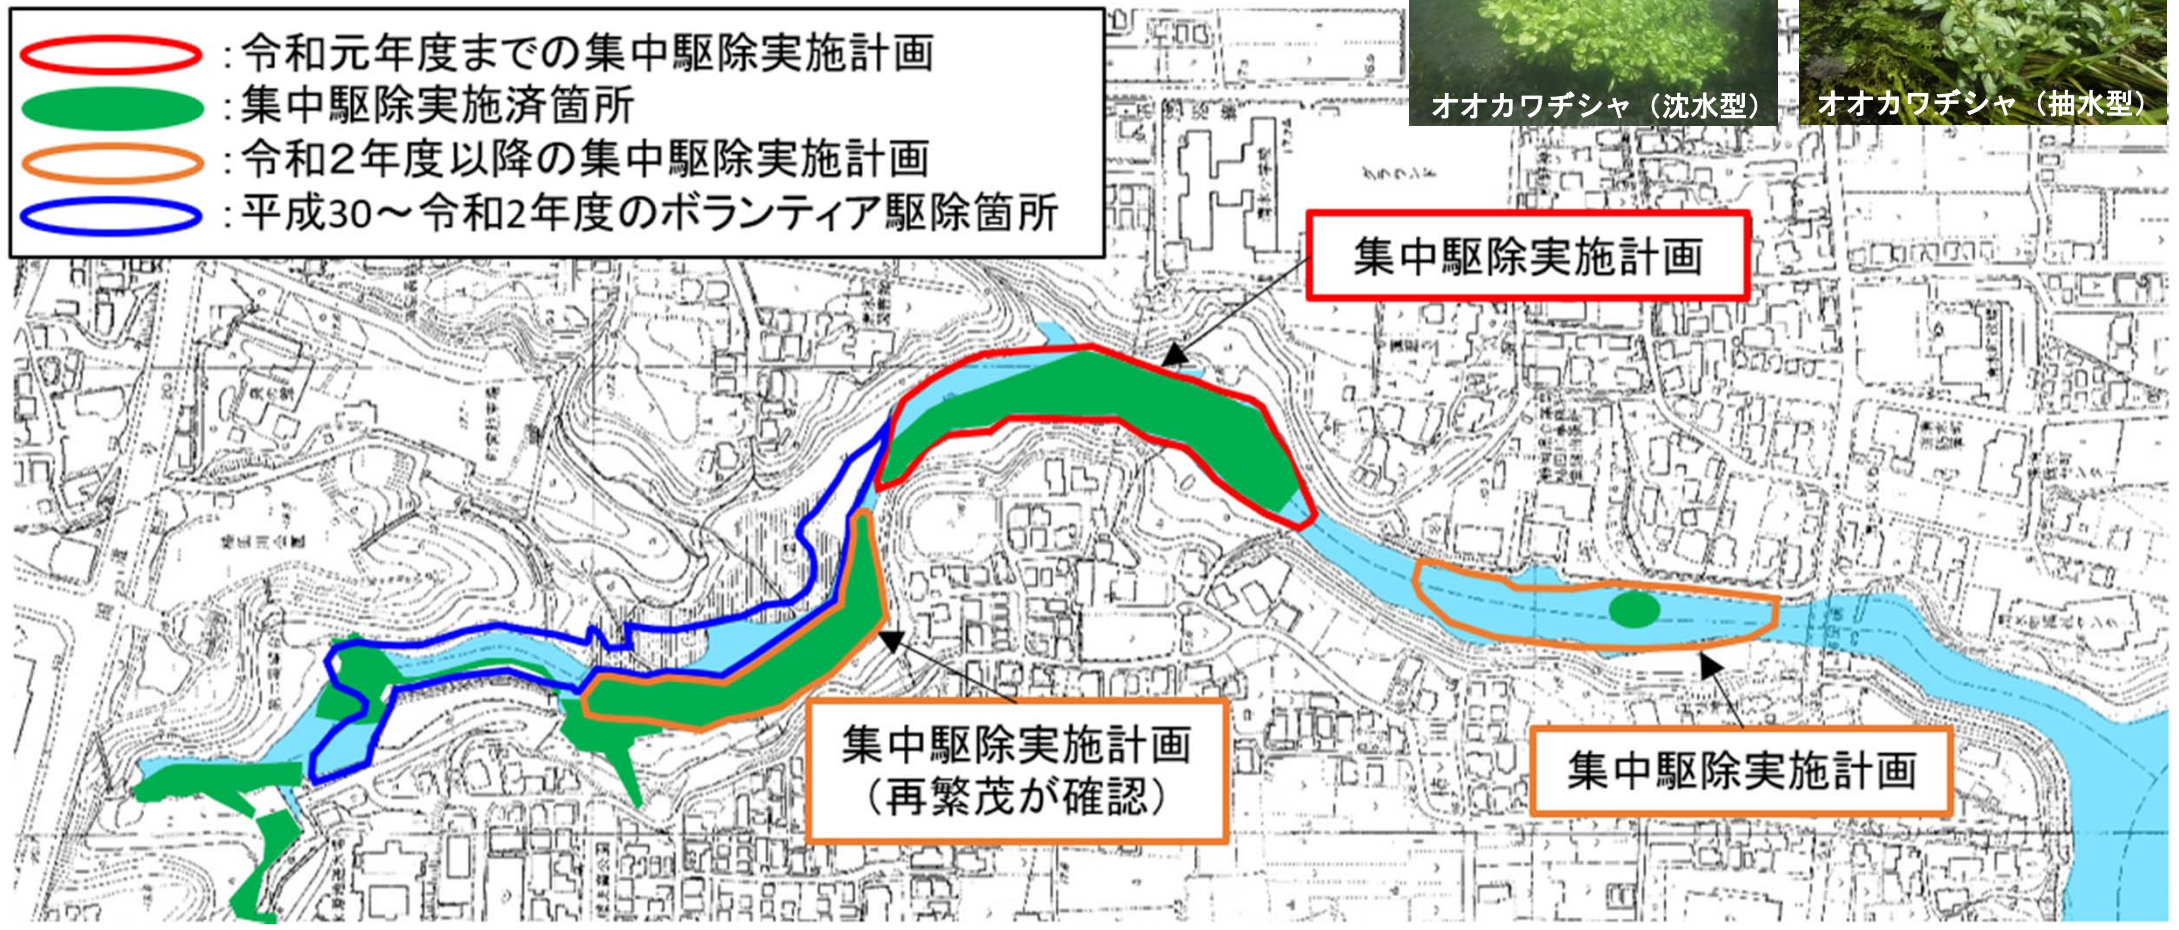 :令和元年度までの集中駆除実施計画
:集中駆除実施済箇所
:令和2年度以降の集中駆除実施計画
:平成30～令和2年度のボランティア駆除箇所
オオカワヂシャ（沈水型）
オオカワヂシャ（抽水型）
グラウンド
集中駆除実施計画
集中駆除実施計画
（再繁茂が確認）
集中駆除実施計画